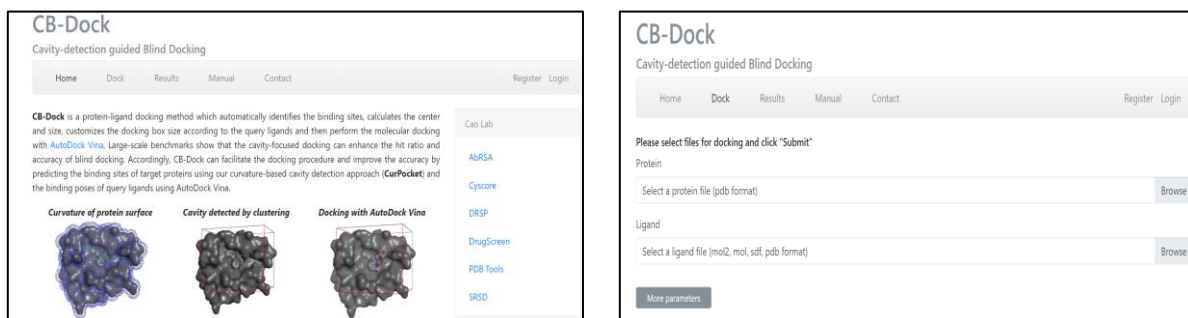 CB-Dock
Cavity-detection guided Blind Docking
Home Dock Results Manual Contact Register Login
CB-Dock is a protein-ligand docking method which automatically identifies the binding sites, calculates the center
and size, customizes the docking box size according to the query ligands and then perform the molecular docking
with AutoDock Vina. Large-scale benchmarks show that the cavity-focused docking can enhance the hit ratio and
accuracy of blind docking. Accordingly, CB-Dock can facilitate the docking procedure and improve the accuracy by
predicting the binding sites of target proteins using our curvature-based cavity detection approach (CurPocket) and
the binding poses of query ligands using AutoDock Vina.
Curvature of protein surface Cavity detected by clustering Docking with AutoDock Vina
Cao Lab
AbRSA
Cyscore
DRSP
DrugScreen
PDB Tools
SRSD
CB-Dock
Cavity-detection guided Blind Docking
Home Dock Results Manual Contact Register Login
Please select files for docking and click "Submit"
Protein
Select a protein file (pdb format) Browse
Ligand
Select a ligand file (mol2, mol, sdf, pdb format) Browse
More parameters